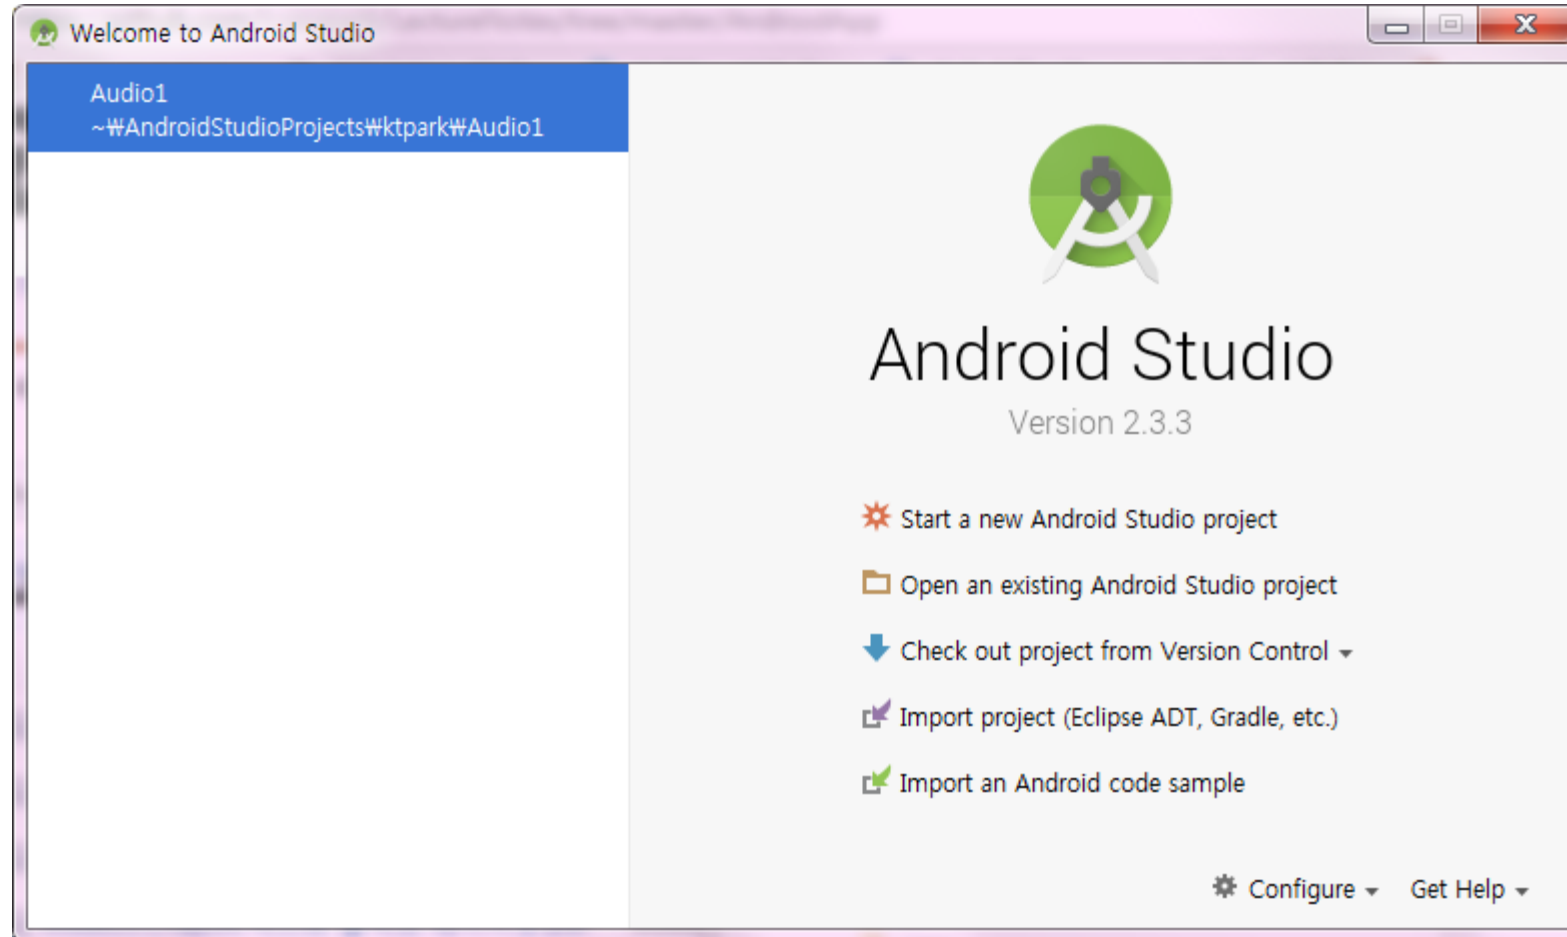 Welcome to Android Studio
Audio1
~₩AndroidStudioProjects₩ktpark₩Audio1
Android Studio
Version 2.3.3
Start a new Android Studio project
Open an existing Android Studio project
Check out project from Version Control
Import project (Eclipse ADT, Gradle, etc.)
Import an Android code sample
Configure
Get Help